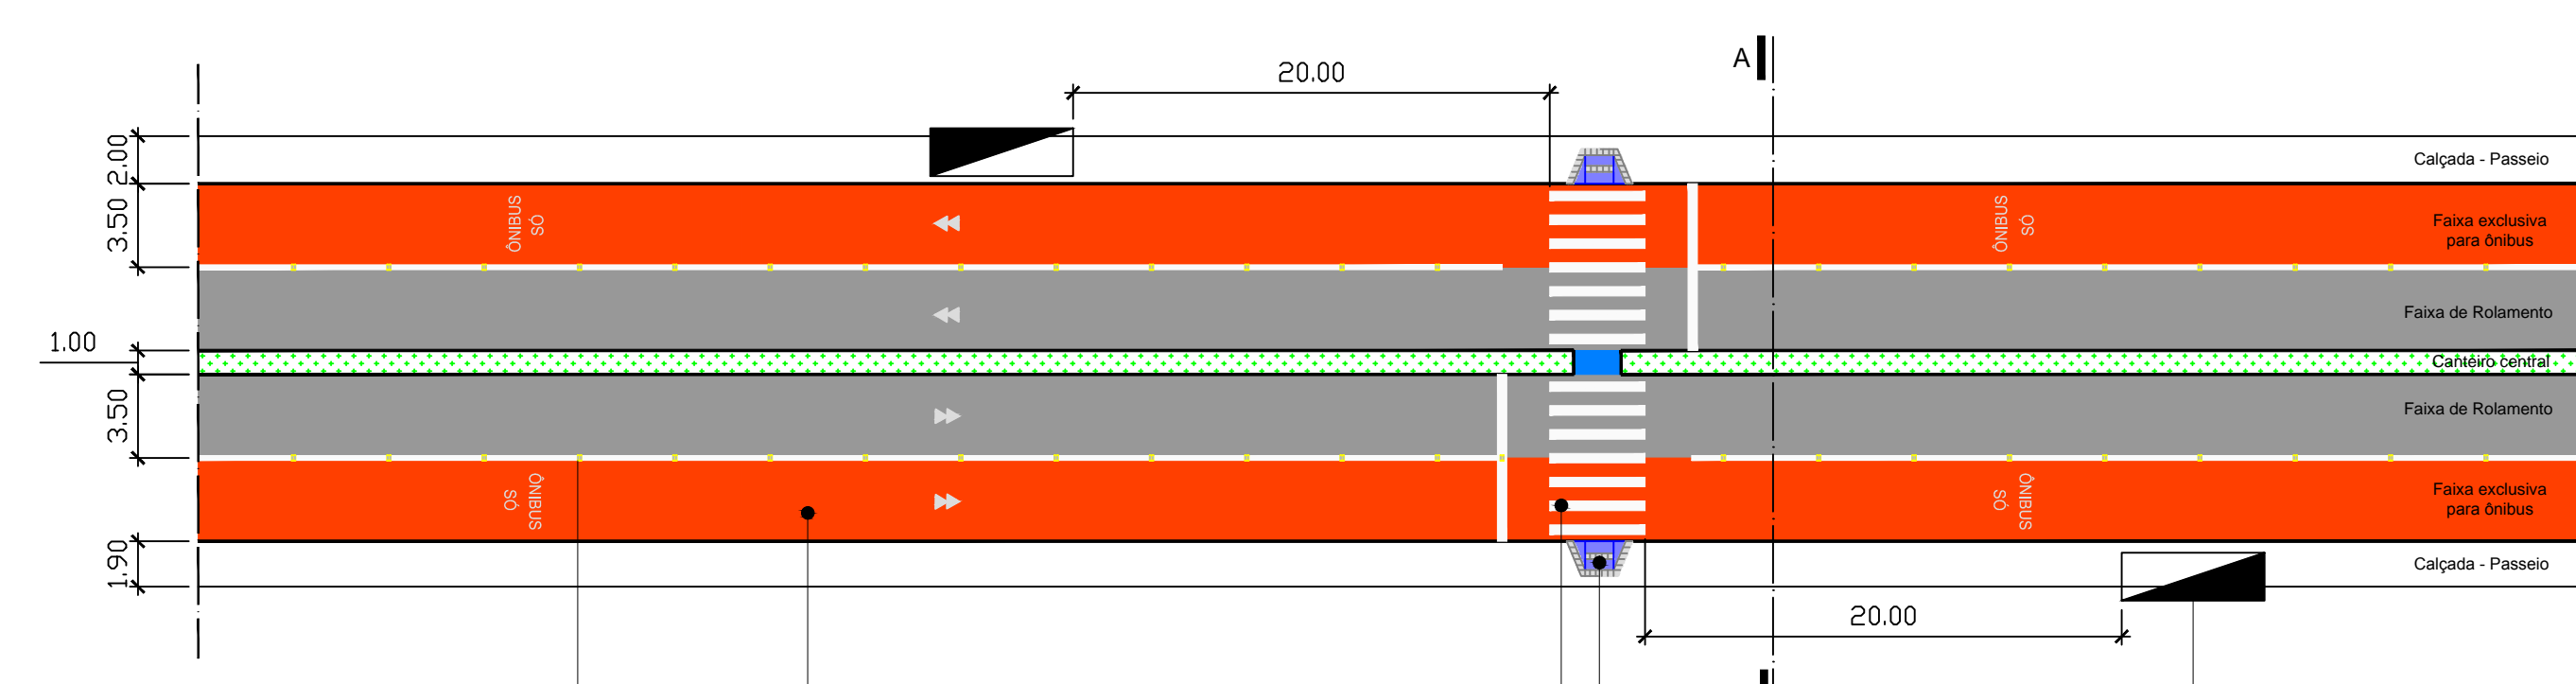 A
20.00
2.00
Calçada - Passeio
3.50
ÔNIBUS
SÓ
ÔNIBUS
SÓ
Faixa exclusiva
para ônibus
Faixa de Rolamento
1.00
Canteiro central
3.50
Faixa de Rolamento
SÓ
ÔNIBUS
SÓ
ÔNIBUS
Faixa exclusiva
para ônibus
1.90
Calçada - Passeio
20.00